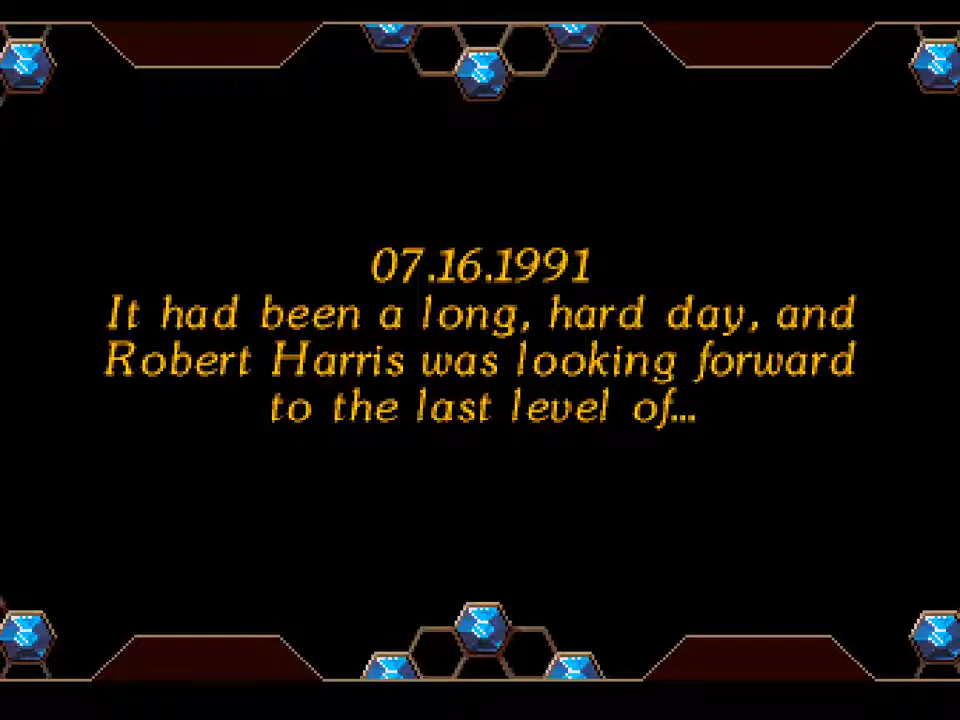 07.16.1991
It had been a long, hard day, and
Robert Harris was looking forward
to the last level of...